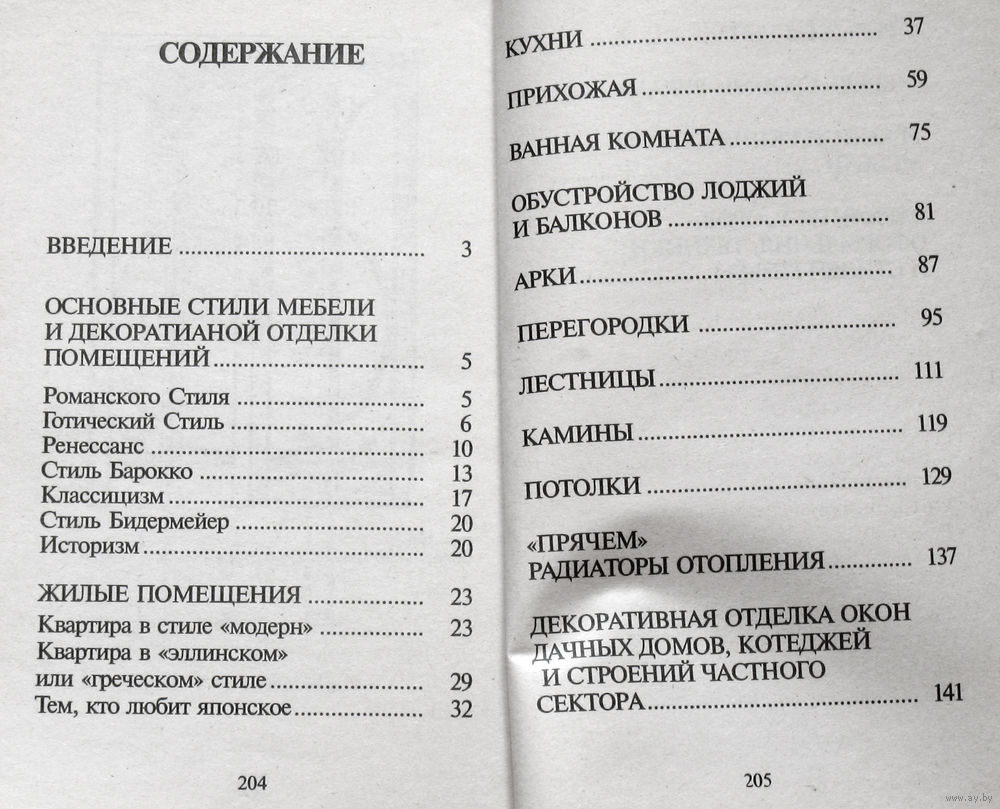 СОДЕРЖАНИЕ
ВВЕДЕНИЕ ................................ 3
ОСНОВНЫЕ СТИЛИ МЕБЕЛИ
И ДЕКОРАТИАНОЙ ОТДЕЛКИ
ПОМЕЩЕНИЙ ........................... 5
Романского Стиля ........................ 5
Готический Стиль ......................... 6
Ренессанс .................................... 10
Стиль Барокко ............................. 13
Классицизм ................................. 17
Стиль Бидермейер ........................ 20
Историзм .................................... 20
ЖИЛЫЕ ПОМЕЩЕНИЯ ............... 23
Квартира в стиле «модерн» .............. 23
Квартира в «эллинском»
или «греческом» стиле .................... 29
Тем, кто любит японское ................. 32
204
КУХНИ ..................................... 37
ПРИХОЖАЯ ............................... 59
ВАННАЯ КОМНАТА .................... 75
ОБУСТРОЙСТВО ЛОДЖИЙ
И БАЛКОНОВ ............................. 81
АРКИ ........................................ 87
ПЕРЕГОРОДКИ .......................... 95
ЛЕСТНИЦЫ ............................... 111
КАМИНЫ .................................. 119
ПОТОЛКИ ................................. 129
«ПРЯЧЕМ»
РАДИАТОРЫ ОТОПЛЕНИЯ ........... 137
ДЕКОРАТИВНАЯ ОТДЕЛКА ОКОН
ДАЧНЫХ ДОМОВ, КОТЕДЖЕЙ
И СТРОЕНИЙ ЧАСТНОГО
СЕКТОРА ................................... 141
205
www.ay.by